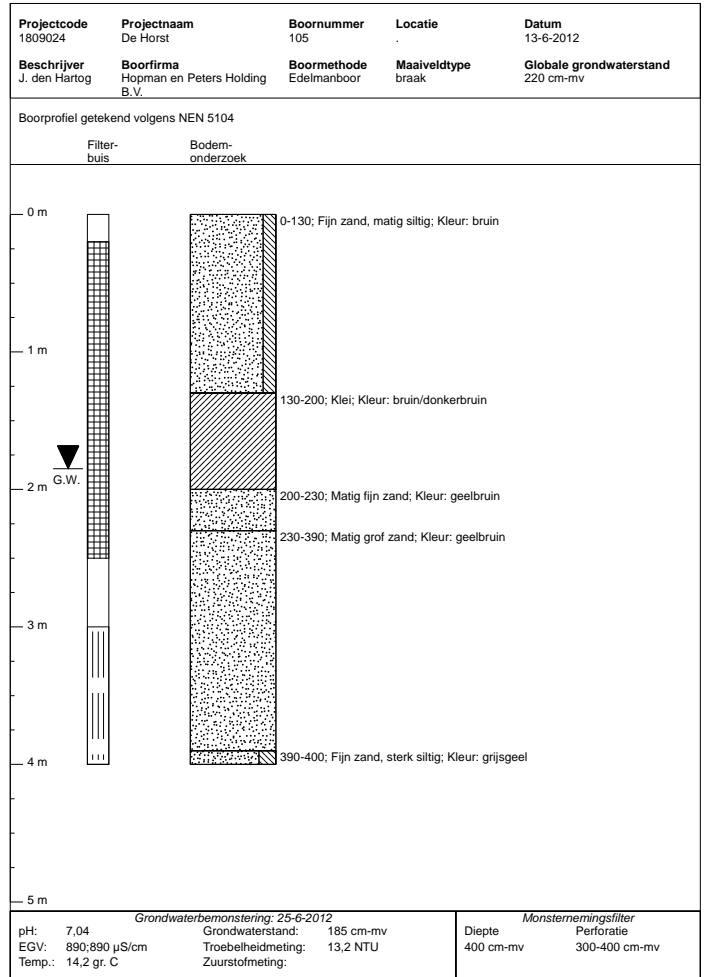 Projectcode Projectnaam Boornummer Locatie Datum
1809024 De Horst 105 . 13-6-2012
Beschrijver Boorfirma Boormethode Maaiveldtype Globale grondwaterstand
J. den Hartog Hopman en Peters Holding B.V. Edelmanboor braak 220 cm-mv
Boorprofiel getekend volgens NEN 5104
Filter- Bodem-
buis onderzoek
0 m
0-130; Fijn zand, matig siltig; Kleur: bruin
1 m
130-200; Klei; Kleur: bruin/donkerbruin
G.W.
2 m
200-230; Matig fijn zand; Kleur: geelbruin
230-390; Matig grof zand; Kleur: geelbruin
3 m
390-400; Fijn zand, sterk siltig; Kleur: grijsgeel
4 m
5 m
Grondwaterbemonstering: 25-6-2012
pH: 7,04 Grondwaterstand: 185 cm-mv
EGV: 890;890 µS/cm Troebelheidmeting: 13,2 NTU
Temp.: 14,2 gr. C Zuurstofmeting:
Monsternemingsfilter
Diepte Perforatie
400 cm-mv 300-400 cm-mv